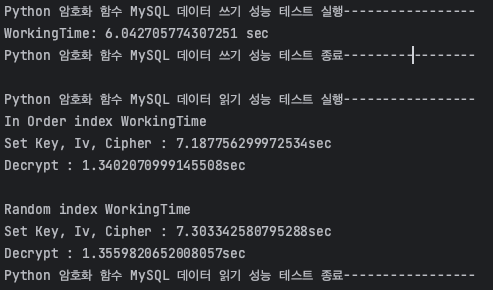 Python 암호화 함수 MySQL 데이터 쓰기 성능 테스트 실행-----------------
WorkingTime: 6.042705774307251 sec
Python 암호화 함수 MySQL 데이터 쓰기 성능 테스트 종료-----------------
Python 암호화 함수 MySQL 데이터 읽기 성능 테스트 실행-----------------
In Order index WorkingTime
Set Key, Iv, Cipher : 7.187756299972534sec
Decrypt : 1.3402070999145508sec
Random index WorkingTime
Set Key, Iv, Cipher : 7.303342580795288sec
Decrypt : 1.3559820652008057sec
Python 암호화 함수 MySQL 데이터 읽기 성능 테스트 종료-----------------